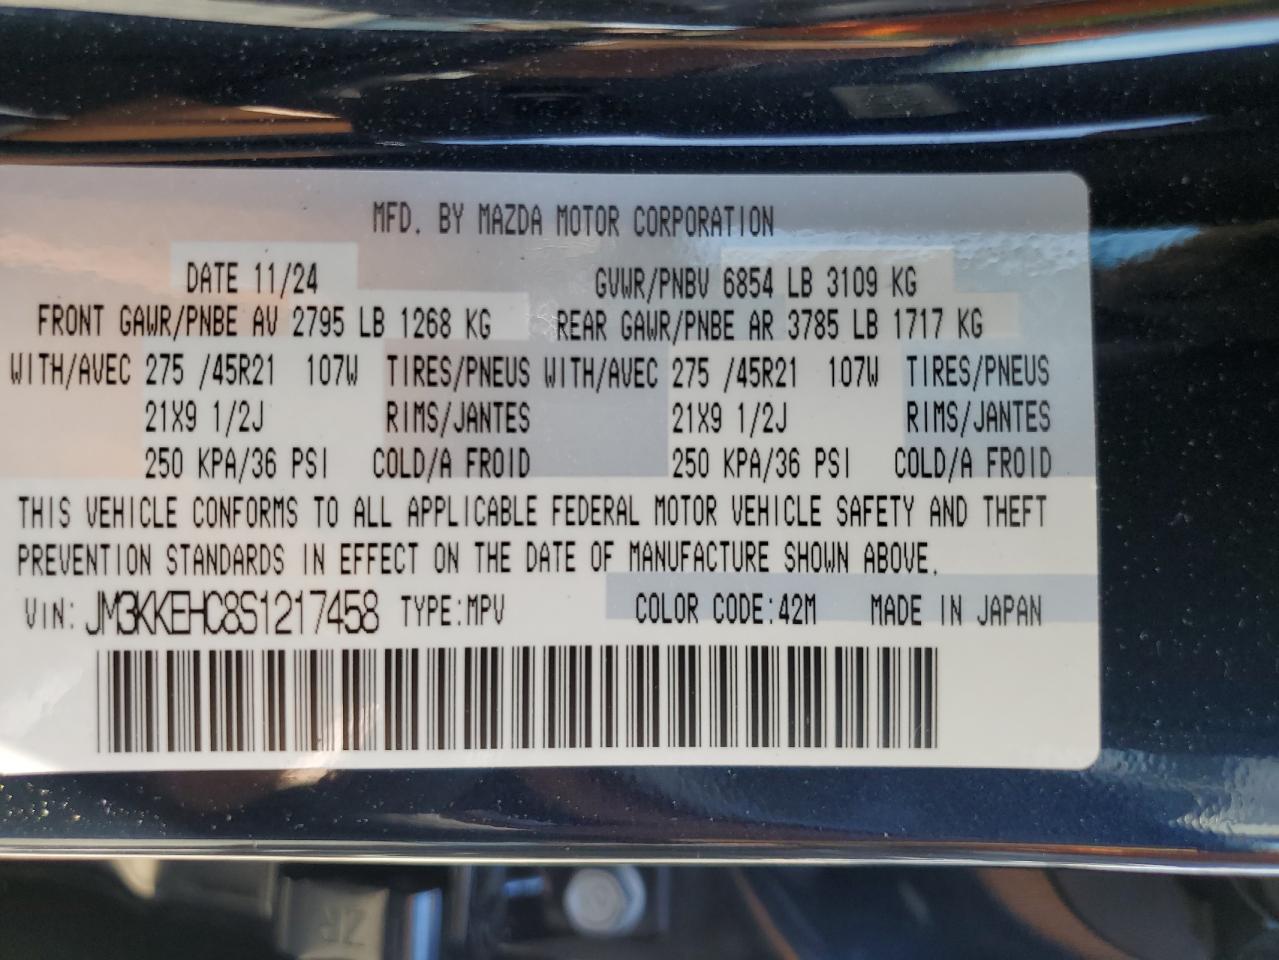 MFD. BY MAZDA MOTOR CORPORATION
DATE 11/24 GVWR/PNBV 6854 LB 3109 KG
FRONT GAWR/PNBE AV 2795 LB 1268 KG REAR GAWR/PNBE AR 3785 LB 1717 KG
WITH/AVEC 275 /45R21 107W TIRES/PNEUS WITH/AVEC 275 /45R21 107W TIRES/PNEUS
21X9 1/2J RIMS/JANTES 21X9 1/2J RIMS/JANTES
250 KPA/36 PSI COLD/A FROID 250 KPA/36 PSI COLD/A FROID
THIS VEHICLE CONFORMS TO ALL APPLICABLE FEDERAL MOTOR VEHICLE SAFETY AND THEFT
PREVENTION STANDARDS IN EFFECT ON THE DATE OF MANUFACTURE SHOWN ABOVE.
VIN: JM3KKEHC8S1217458 TYPE:MPV COLOR CODE:42M MADE IN JAPAN